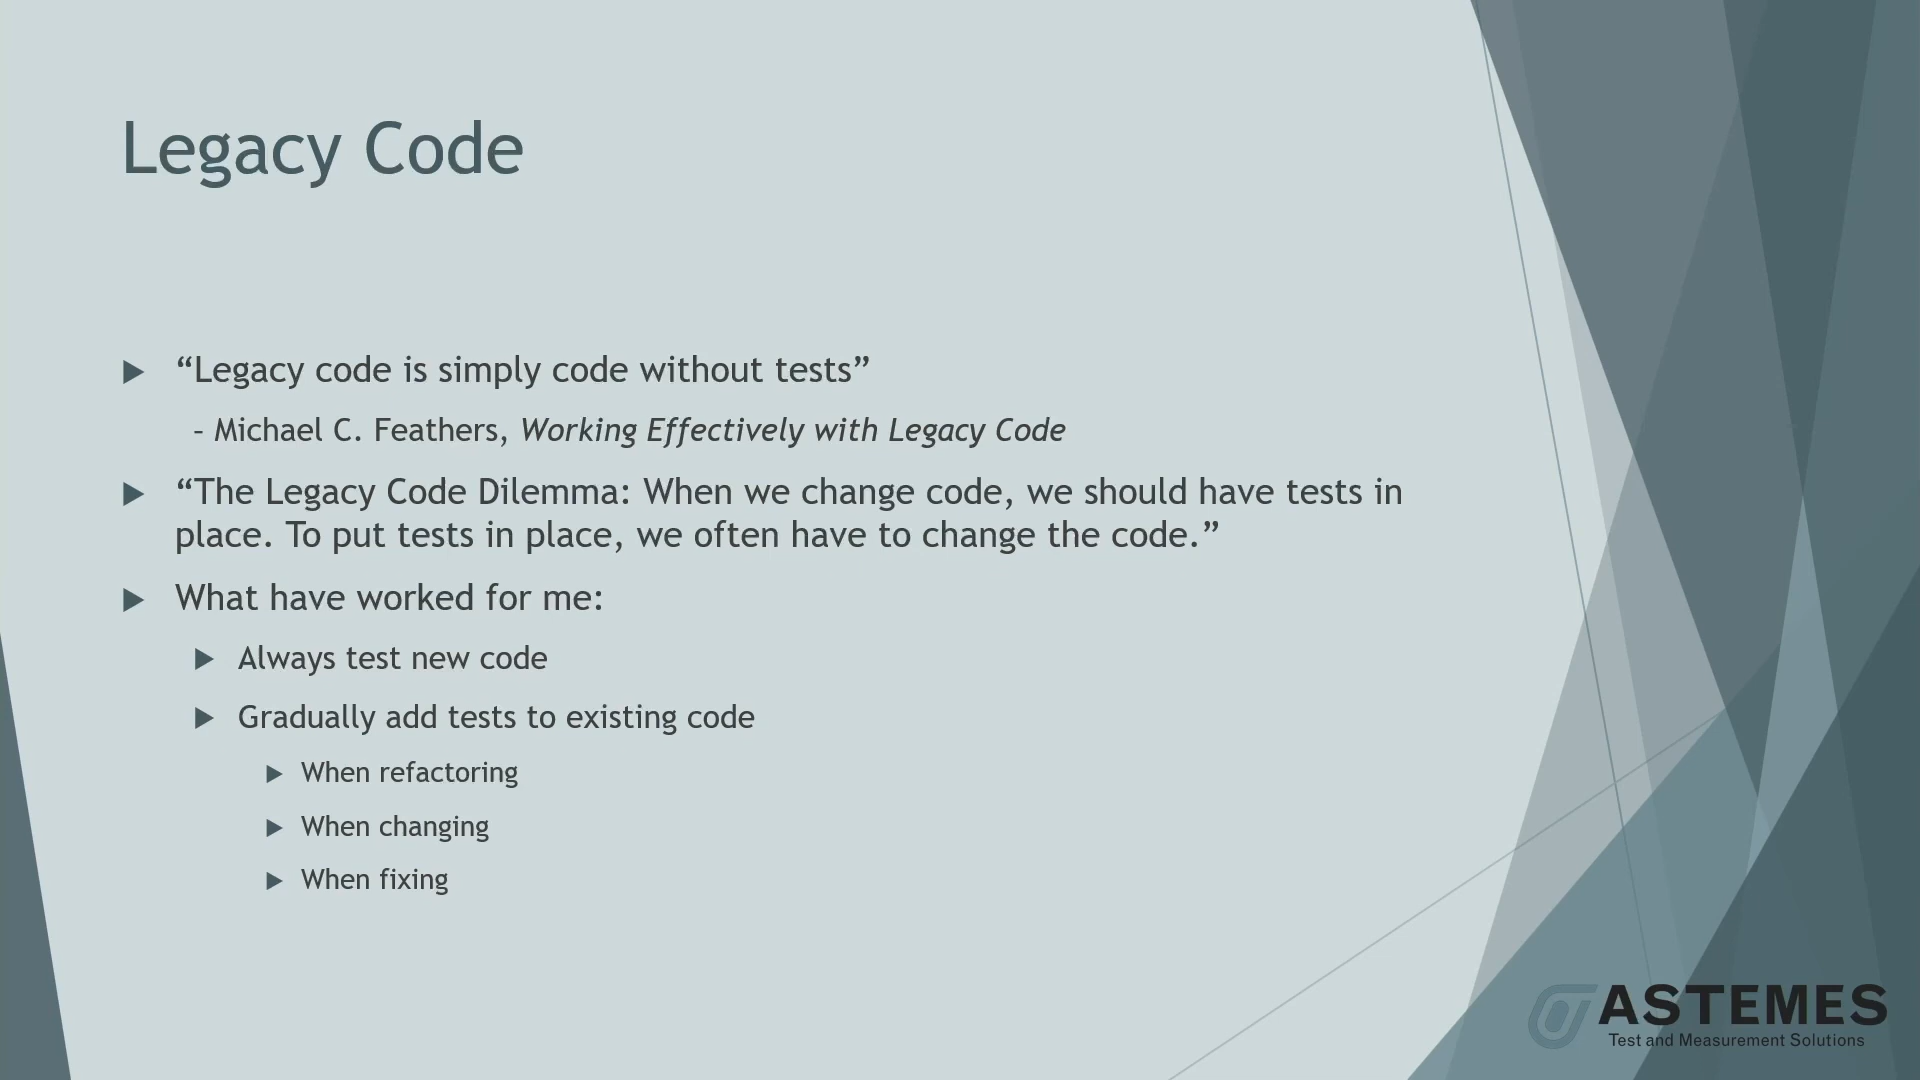 Legacy Code
“Legacy code is simply code without tests”
– Michael C. Feathers, Working Effectively with Legacy Code
“The Legacy Code Dilemma: When we change code, we should have tests in
place. To put tests in place, we often have to change the code.”
What have worked for me:
Always test new code
Gradually add tests to existing code
When refactoring
When changing
When fixing
ASTEMES
Test and Measurement Solutions